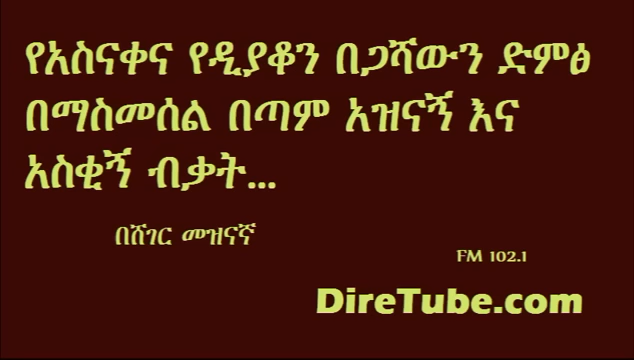 የአስናቀና የዲያቆን በጋሻውን ድምፅ
በማስመሰል በጣም አዝናኝ እና
አስቂኝ ብቃት...
በሸገር መዝናኛ
FM 102.1
DireTube.com